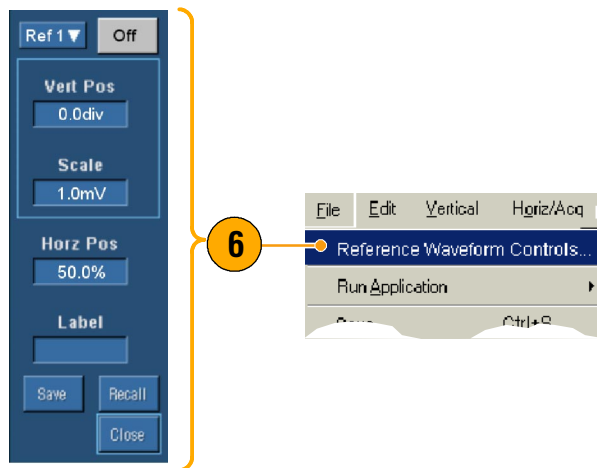 Ref 1▼ Off
Vert Pos
0.0div
Scale
1.0mV
Horz Pos
50.0%
Label
Save Recall
Close
6
File Edit Vertical Horiz/Acq
Reference Waveform Controls...
Run Application
Ctrl+S